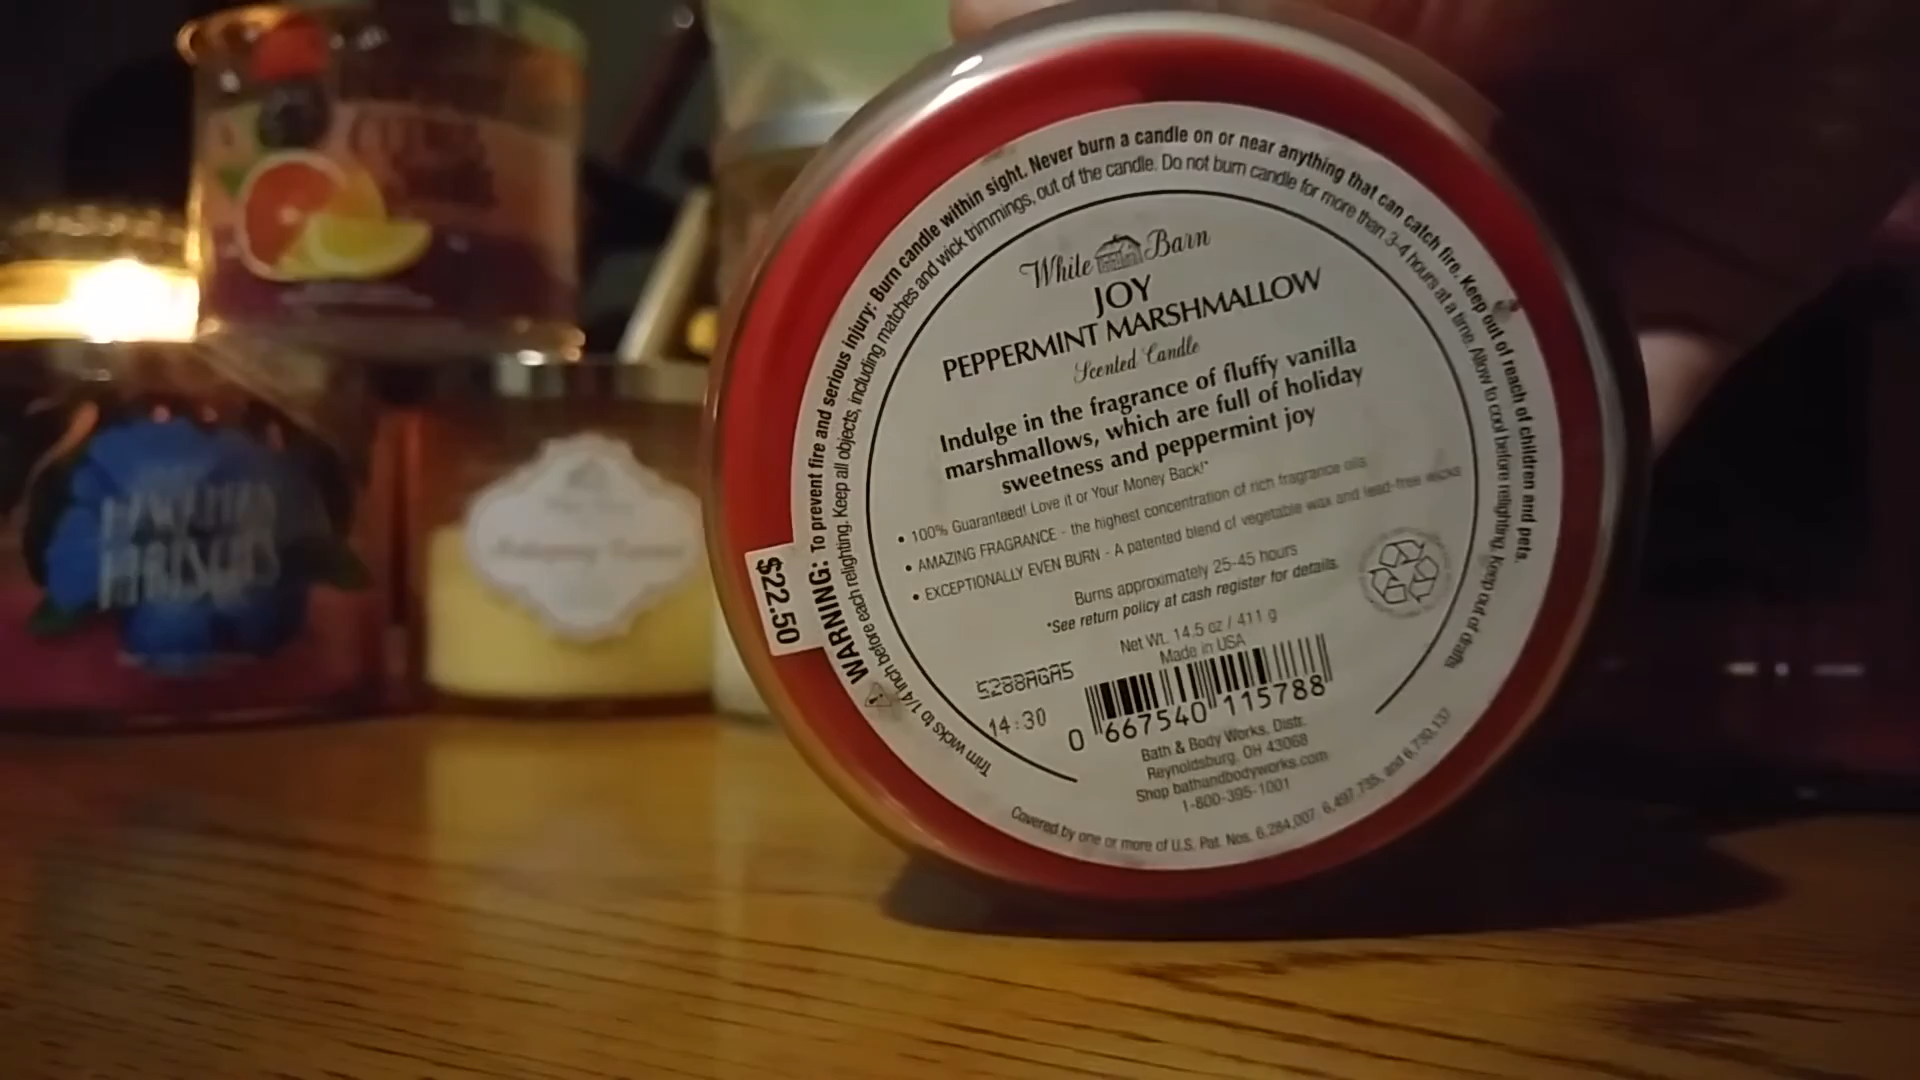 White Barn
JOY
PEPPERMINT MARSHMALLOW
Scented Candle
Indulge in the fragrance of fluffy vanilla
marshmallows, which are full of holiday
sweetness and peppermint joy
• 100% Guaranteed! Love it or Your Money Back!*
• AMAZING FRAGRANCE - the highest concentration of rich fragrance oils
• EXCEPTIONALLY EVEN BURN - A patented blend of vegetable wax and lead-free wicks
Burns approximately 25-45 hours
*See return policy at cash register for details.
Net Wt. 14.5 oz / 411 g
Made in USA
5288AGA5
14:30
0 667540 115788
Bath & Body Works, Distr.
Reynoldsburg, OH 43068
Shop bathandbodyworks.com
1-800-395-1001
WARNING: To prevent fire and serious injury: Burn candle within sight. Never burn a candle on or near anything that can catch fire. Keep out of reach of children and pets.
Trim wicks to 1/4 inch before each relighting. Keep all objects, including matches and wick trimmings, out of the candle. Do not burn candle for more than 3-4 hours at a time. Allow to cool before relighting. Keep out of drafts.
Covered by one or more of U.S. Pat. Nos. 6,284,007 6,497,735, and 6,730,137
$22.50
HAWAIIAN
HIBISCUS